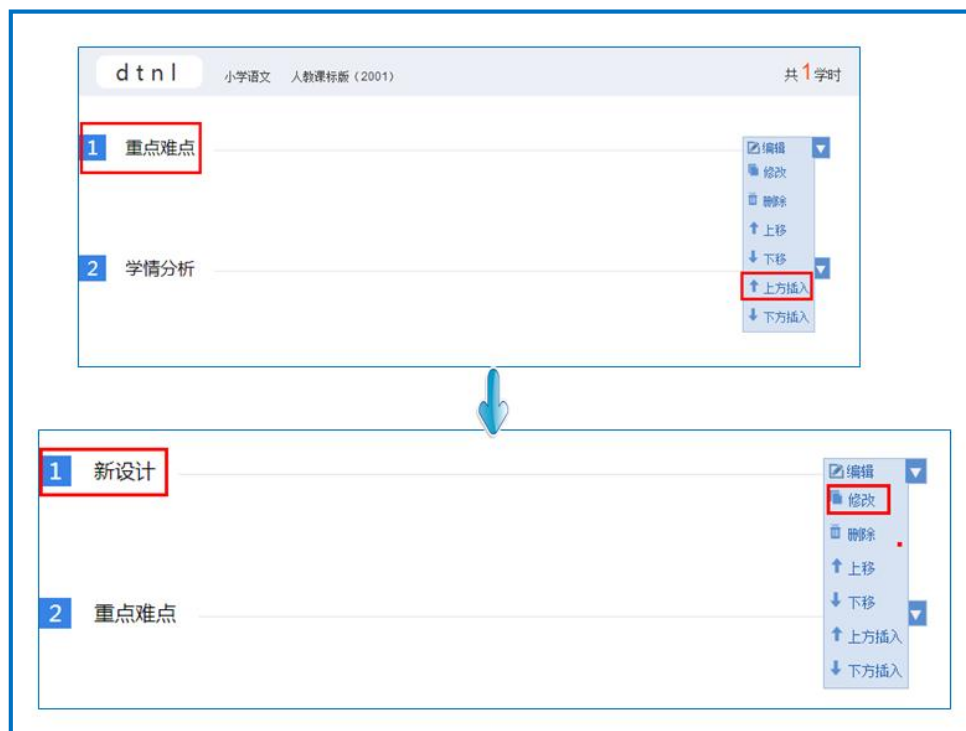 dtnl 小学语文 人教课标版（2001） 共1学时
1 重点难点
编辑
修改
删除
上移
下移
2 学情分析
上方插入
下方插入
1 新设计
编辑
修改
删除
上移
下移
2 重点难点
上方插入
下方插入